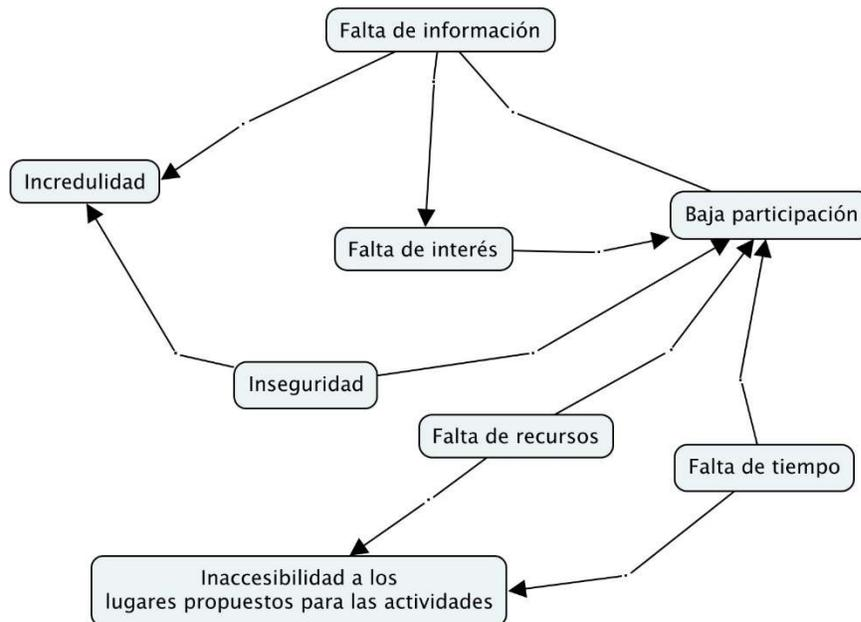 Falta de información
Incredulidad
Baja participación
Falta de interés
Inseguridad
Falta de recursos
Falta de tiempo
Inaccesibilidad a los
lugares propuestos para las actividades